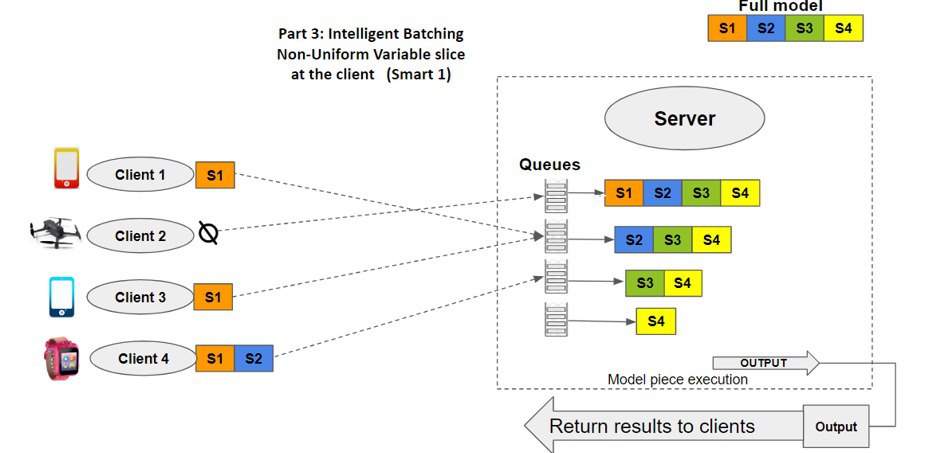 Full model
S1 S2 S3 S4
Part 3: Intelligent Batching
Non-Uniform Variable slice
at the client (Smart 1)
Server
Queues
Client 1 S1
S1 S2 S3 S4
Client 2 Ø
S2 S3 S4
Client 3 S1
S3 S4
S4
Client 4 S1 S2
OUTPUT
Model piece execution
Return results to clients
Output